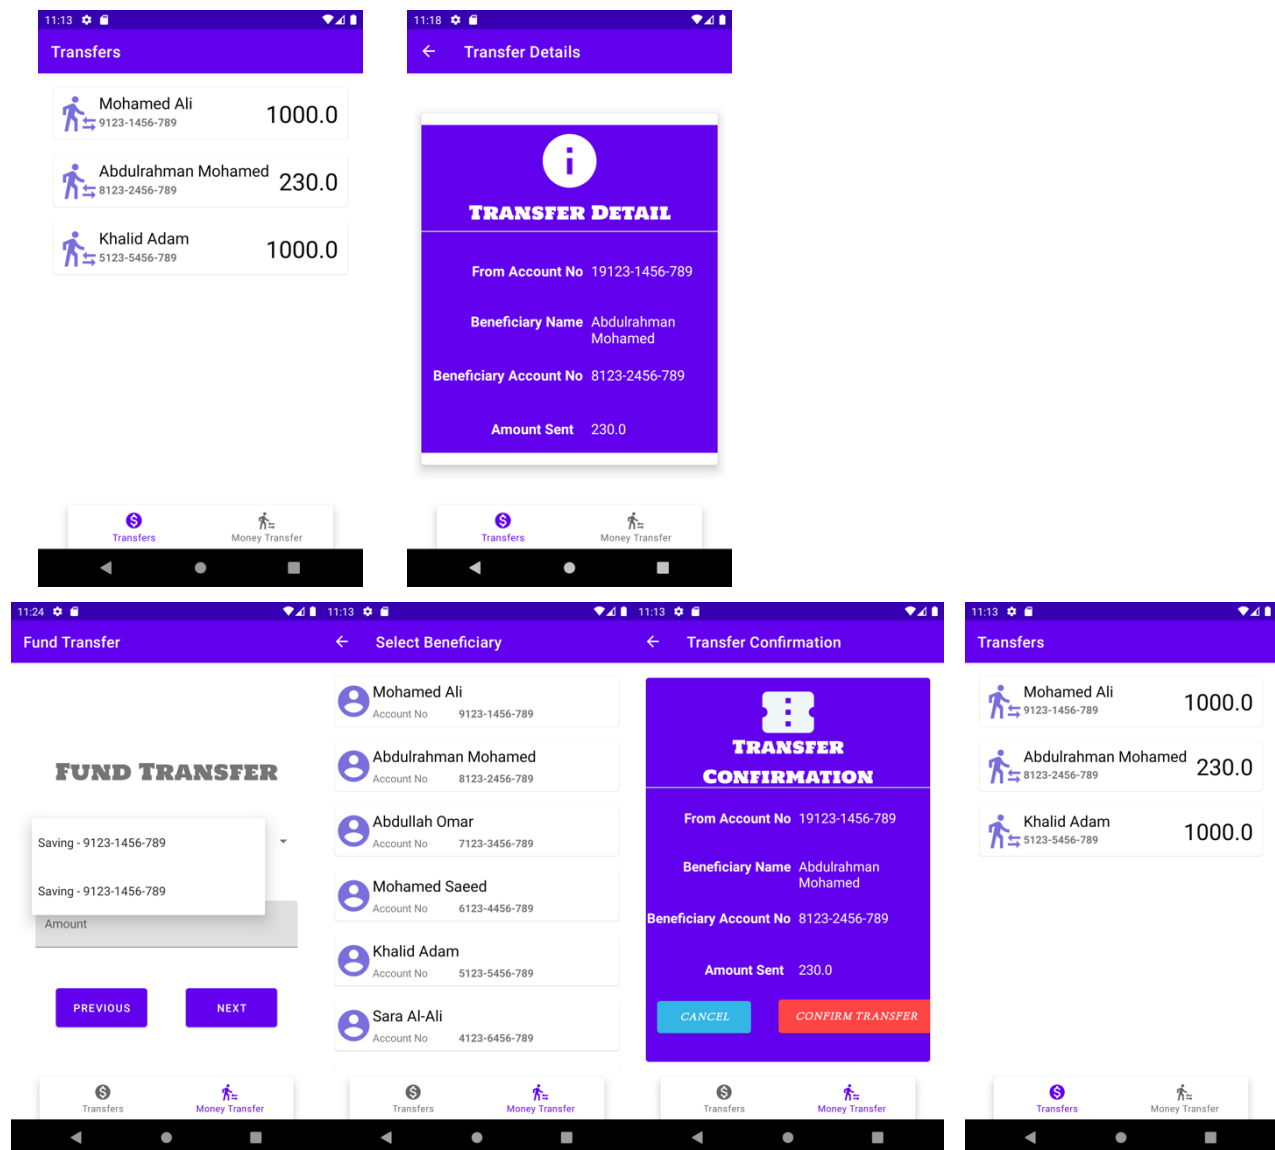 11:13
Transfers
Mohamed Ali
9123-1456-789
1000.0
Abdulrahman Mohamed
8123-2456-789
230.0
Khalid Adam
5123-5456-789
1000.0
Transfers
Money Transfer
11:18
Transfer Details
Transfer Detail
From Account No 19123-1456-789
Beneficiary Name Abdulrahman
Mohamed
Beneficiary Account No 8123-2456-789
Amount Sent 230.0
Transfers
Money Transfer
11:24
Fund Transfer
Fund Transfer
Saving - 9123-1456-789
Saving - 9123-1456-789
Amount
PREVIOUS
NEXT
Transfers
Money Transfer
11:13
Select Beneficiary
Mohamed Ali
Account No 9123-1456-789
Abdulrahman Mohamed
Account No 8123-2456-789
Abdullah Omar
Account No 7123-3456-789
Mohamed Saeed
Account No 6123-4456-789
Khalid Adam
Account No 5123-5456-789
Sara Al-Ali
Account No 4123-6456-789
Transfers
Money Transfer
11:13
Transfer Confirmation
Transfer
Confirmation
From Account No 19123-1456-789
Beneficiary Name Abdulrahman
Mohamed
Beneficiary Account No 8123-2456-789
Amount Sent 230.0
CANCEL
CONFIRM TRANSFER
Transfers
Money Transfer
11:13
Transfers
Mohamed Ali
9123-1456-789
1000.0
Abdulrahman Mohamed
8123-2456-789
230.0
Khalid Adam
5123-5456-789
1000.0
Transfers
Money Transfer